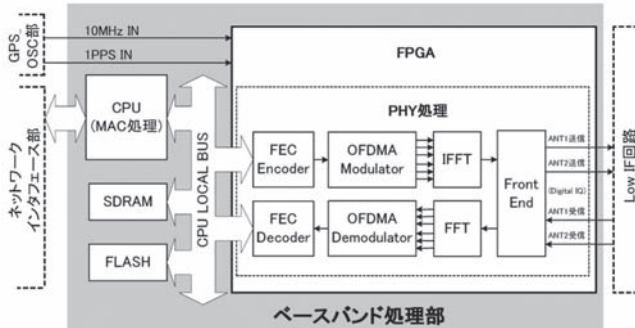 GPS_
OSC部
10MHz IN
1PPS IN
FPGA
ネットワーク
インタフェース部
CPU
(MAC処理)
SDRAM
FLASH
CPU LOCAL BUS
PHY処理
FEC
Encoder
OFDMA
Modulator
IFFT
FEC
Decoder
OFDMA
Demodulator
FFT
Front
End
ANT1送信
ANT2送信
(Digital IQ)
ANT1受信
ANT2受信
Low IF回路
ベースバンド処理部